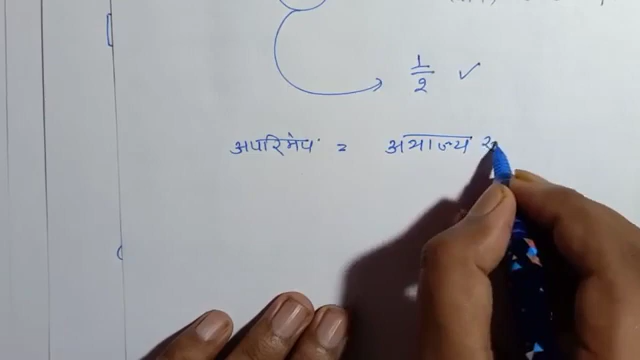 1/2 ✓
अपरिमेय = अभाज्य